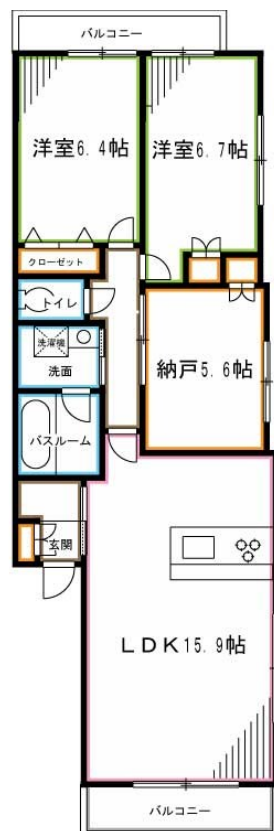 バルコニー
洋室6.4帖
洋室6.7帖
クローゼット
トイレ
洗濯機
洗面
納戸5.6帖
バスルーム
玄関
LDK15.9帖
バルコニー